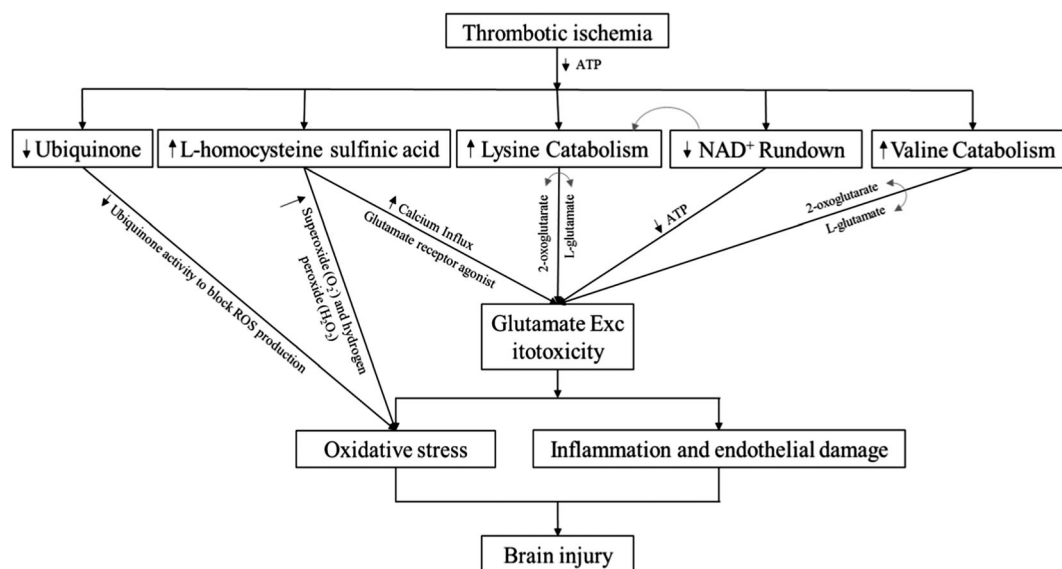 Thrombotic ischemia
↓ ATP
↓ Ubiquinone
↑ L-homocysteine sulfinic acid
↑ Lysine Catabolism
↓ NAD⁺ Rundown
↑ Valine Catabolism
↓ Ubiquinone activity to block ROS production
↑ Superoxide (O₂⁻) and hydrogen
peroxide (H₂O₂)
↑ Calcium Influx
Glutamate receptor agonist
2-oxoglutarate
L-glutamate
↓ ATP
2-oxoglutarate
L-glutamate
Glutamate Exc
itotoxicity
Oxidative stress
Inflammation and endothelial damage
Brain injury